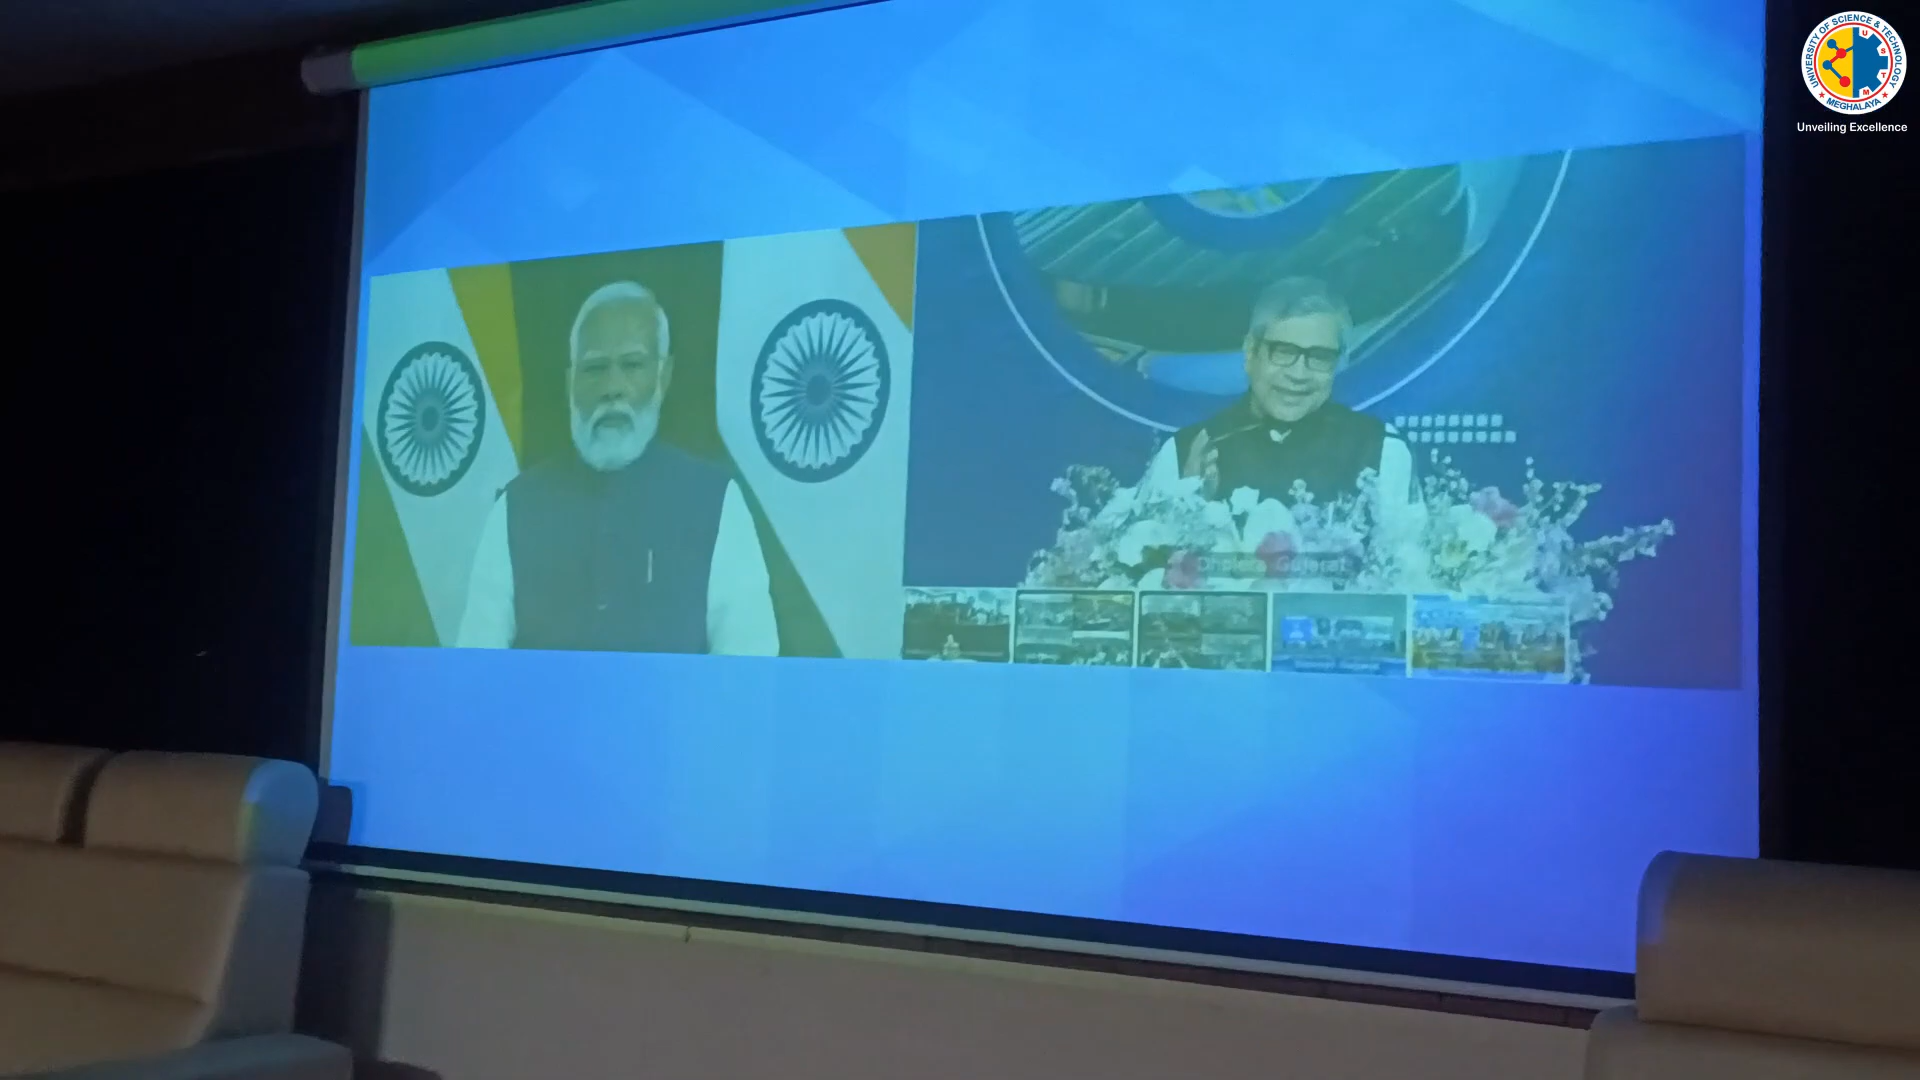 UNIVERSITY OF SCIENCE & TECHNOLOGY
U S T M
MEGHALAYA
Unveiling Excellence
Dholera Gujarat